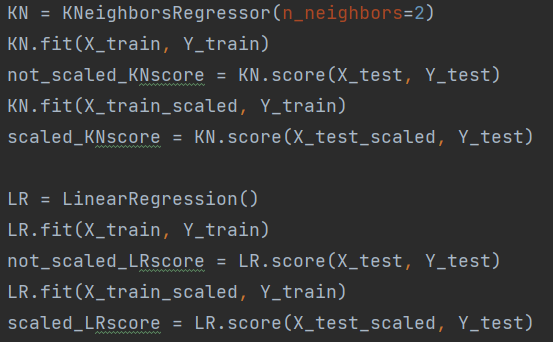 KN = KNeighborsRegressor(n_neighbors=2)
KN.fit(X_train, Y_train)
not_scaled_KNscore = KN.score(X_test, Y_test)
KN.fit(X_train_scaled, Y_train)
scaled_KNscore = KN.score(X_test_scaled, Y_test)

LR = LinearRegression()
LR.fit(X_train, Y_train)
not_scaled_LRscore = LR.score(X_test, Y_test)
LR.fit(X_train_scaled, Y_train)
scaled_LRscore = LR.score(X_test_scaled, Y_test)